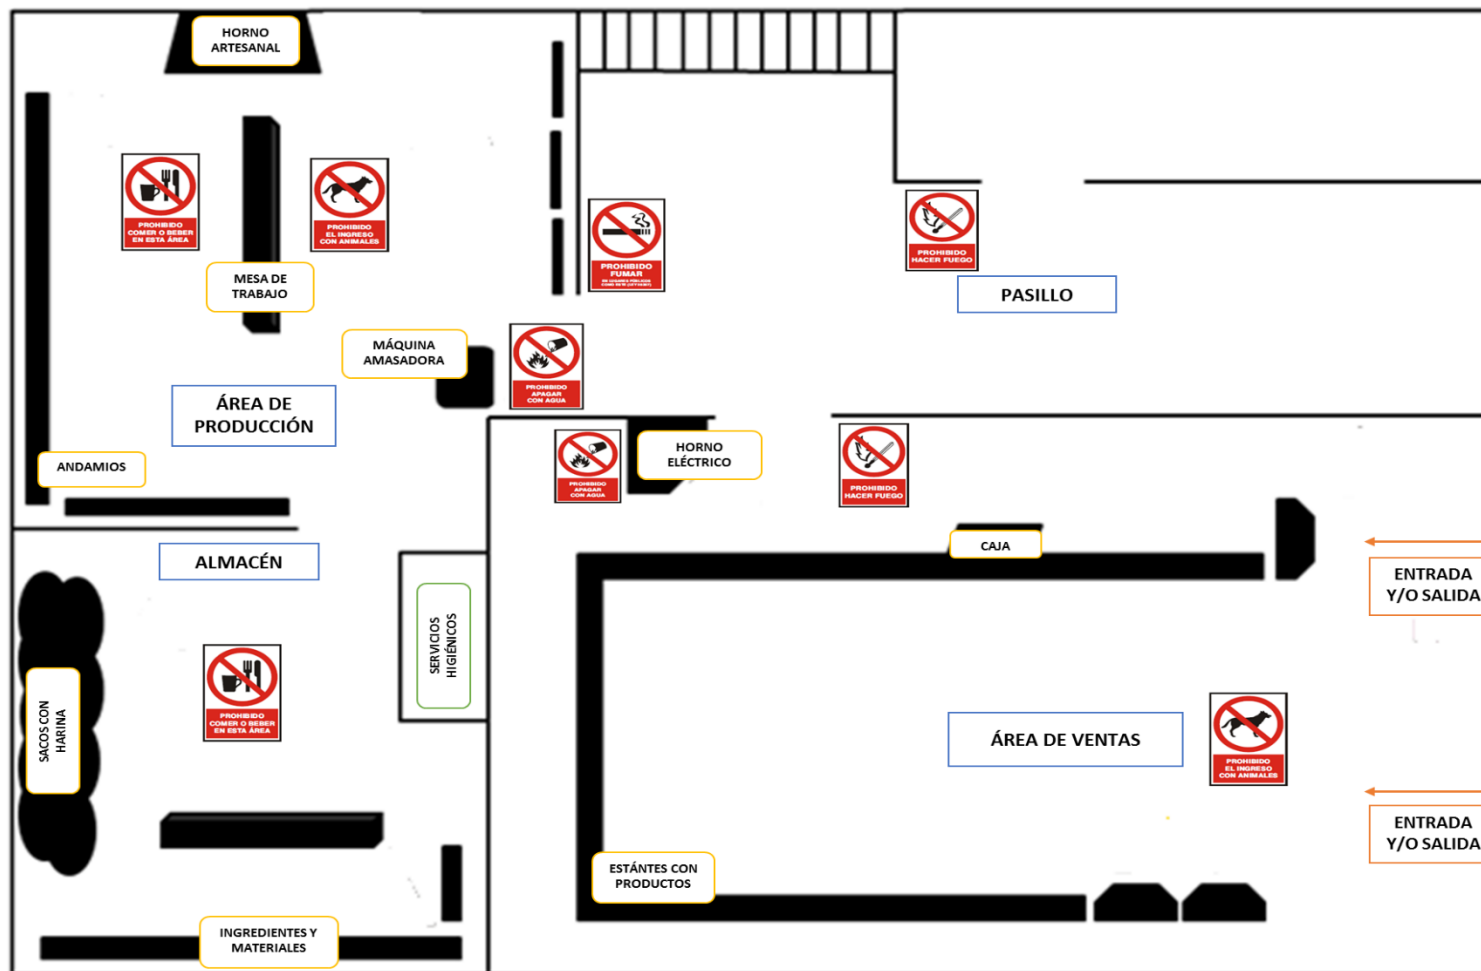 HORNO
ARTESANAL
PROHIBIDO
COMER O BEBER
EN ESTA ÁREA
PROHIBIDO
EL INGRESO
CON ANIMALES
PROHIBIDO
FUMAR
PROHIBIDO
HACER FUEGO
MESA DE
TRABAJO
PASILLO
MÁQUINA
AMASADORA
PROHIBIDO
APAGAR
CON AGUA
ÁREA DE
PRODUCCIÓN
ANDAMIOS
PROHIBIDO
APAGAR
CON AGUA
HORNO
ELÉCTRICO
PROHIBIDO
HACER FUEGO
CAJA
ALMACÉN
ENTRADA
Y/O SALIDA
SERVICIOS
HIGIÉNICOS
PROHIBIDO
COMER O BEBER
EN ESTA ÁREA
SACOS CON
HARINA
ÁREA DE VENTAS
PROHIBIDO
EL INGRESO
CON ANIMALES
ENTRADA
Y/O SALIDA
ESTÁNTES CON
PRODUCTOS
INGREDIENTES Y
MATERIALES